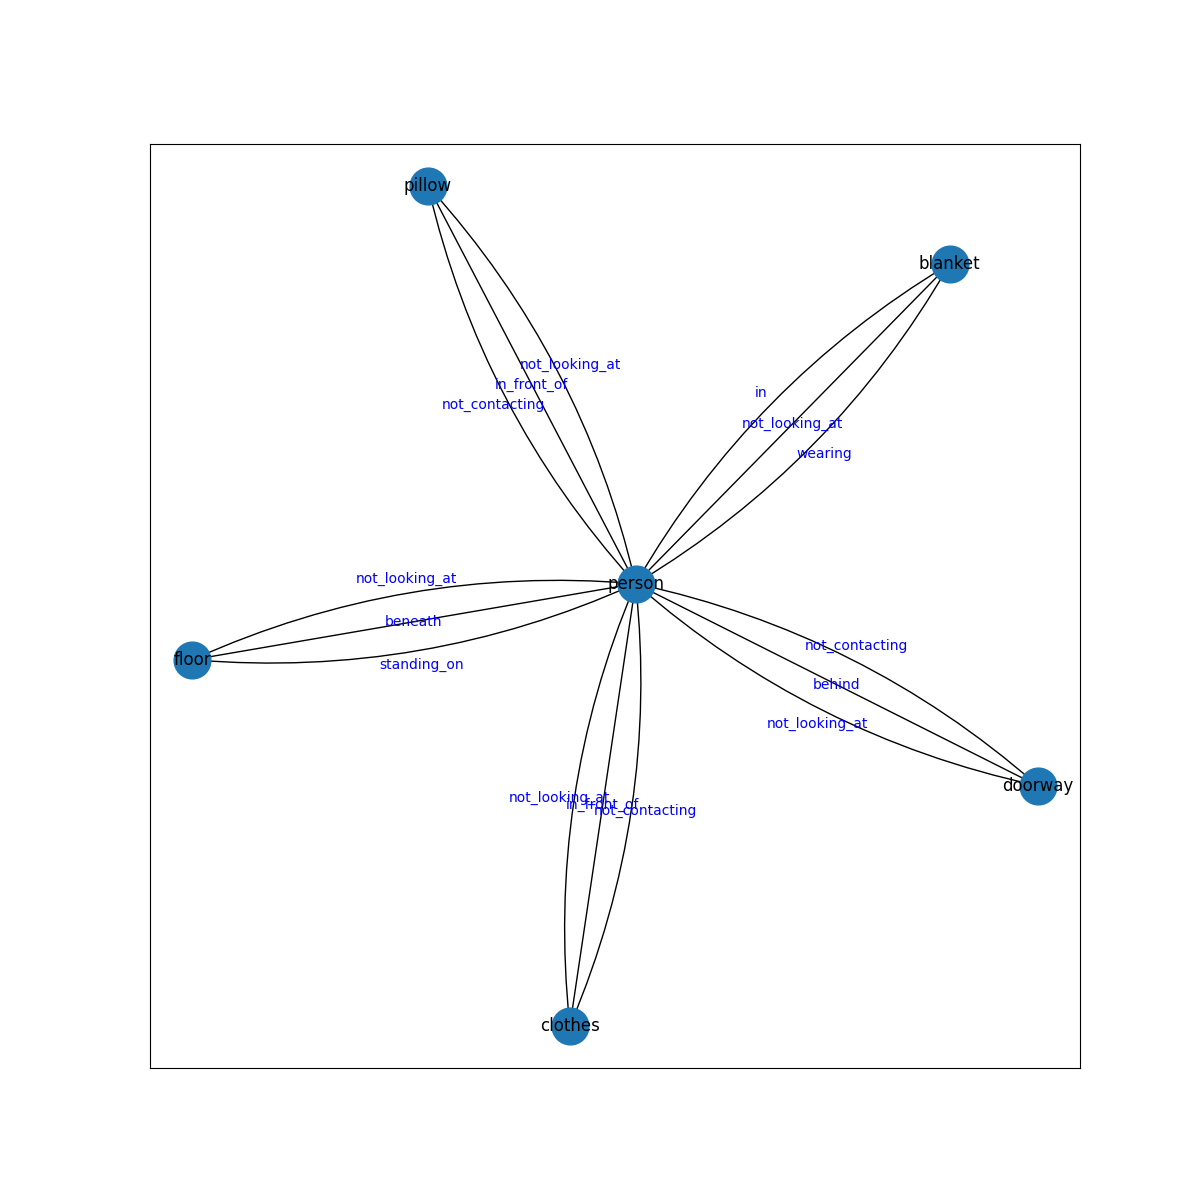 pillow
blanket
not_looking_at
in_front_of
in
not_contacting
not_looking_at
wearing
not_looking_at
person
beneath
not_contacting
floor
standing_on
behind
not_looking_at
doorway
not_looking_at
in_front_of
not_contacting
clothes